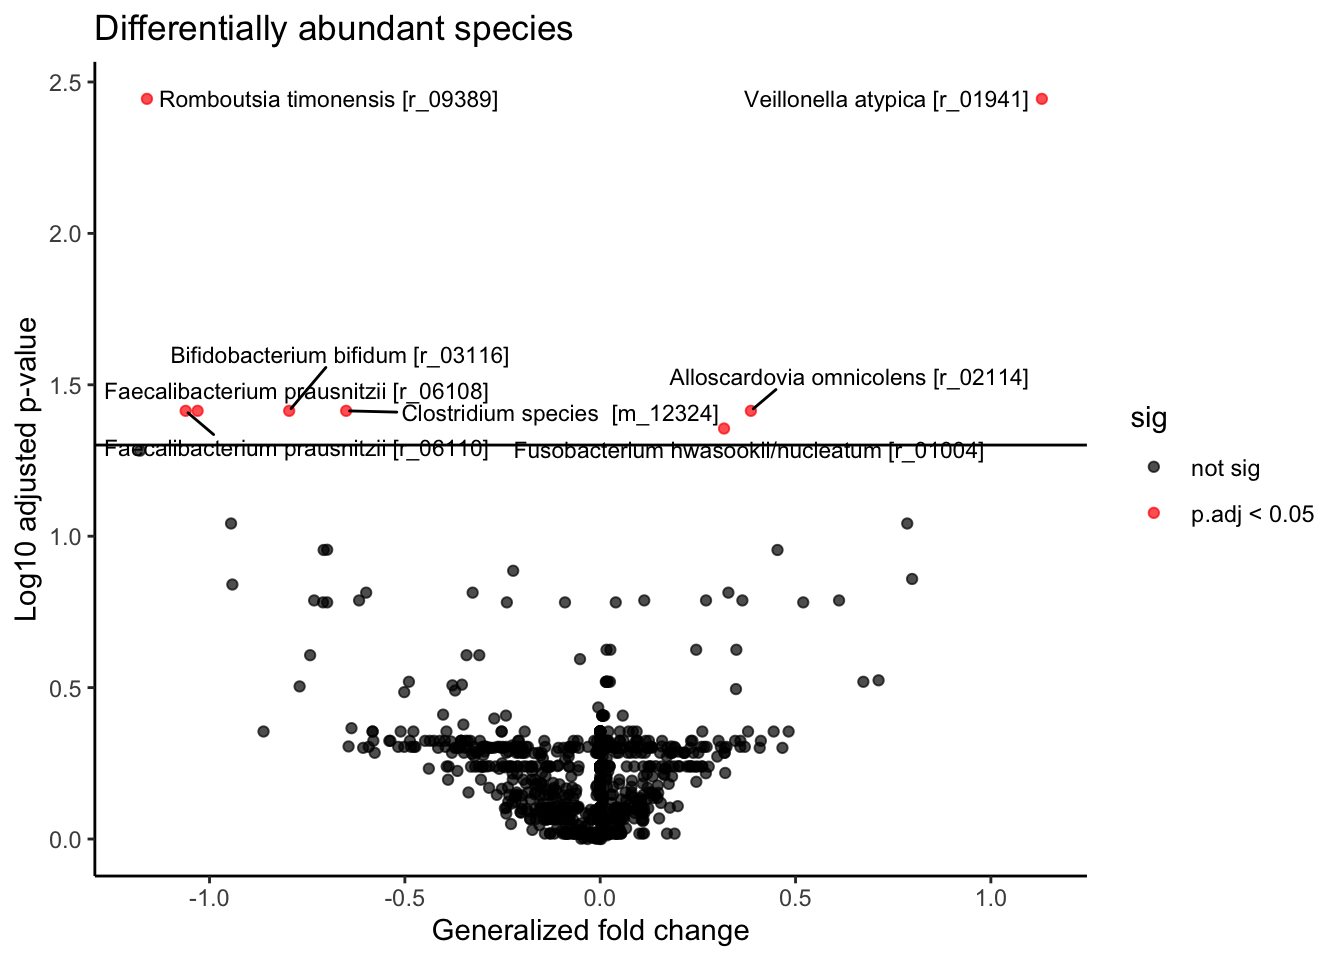 Differentially abundant species
Log10 adjusted p-value
2.5
2.0
1.5
1.0
0.5
0.0
Romboutsia timonensis [r_09389]
Veillonella atypica [r_01941]
Bifidobacterium bifidum [r_03116]
Alloscardovia omnicolens [r_02114]
Faecalibacterium prausnitzii [r_06108]
Clostridium species  [m_12324]
Faecalibacterium prausnitzii [r_06110]
Fusobacterium hwasookii/nucleatum [r_01004]
-1.0
-0.5
0.0
0.5
1.0
Generalized fold change
sig
not sig
p.adj < 0.05